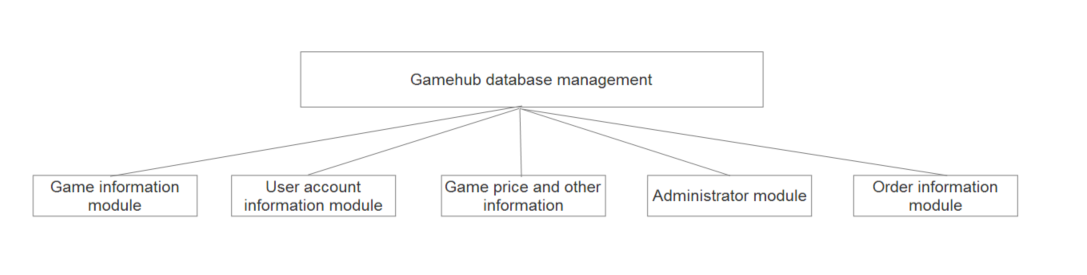 Gamehub database management
Game information
module
User account
information module
Game price and other
information
Administrator module
Order information
module